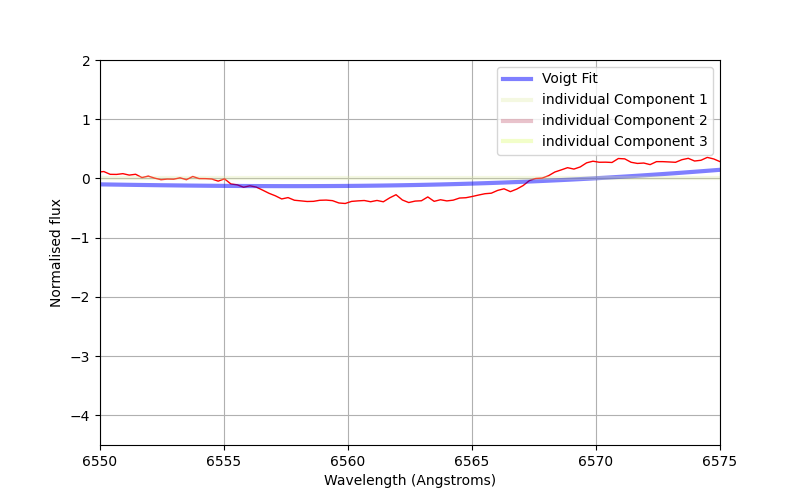 2
1
0
−1
−2
−3
−4
Normalised flux
Voigt Fit
individual Component 1
individual Component 2
individual Component 3
6550 6555 6560 6565 6570 6575
Wavelength (Angstroms)